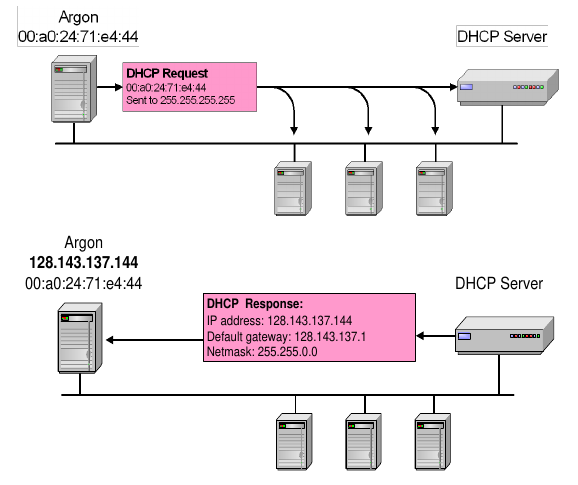 Argon
00:a0:24:71:e4:44
DHCP Server
DHCP Request
00:a0:24:71:e4:44
Sent to 255.255.255.255
Argon
128.143.137.144
00:a0:24:71:e4:44
DHCP Server
DHCP Response:
IP address: 128.143.137.144
Default gateway: 128.143.137.1
Netmask: 255.255.0.0